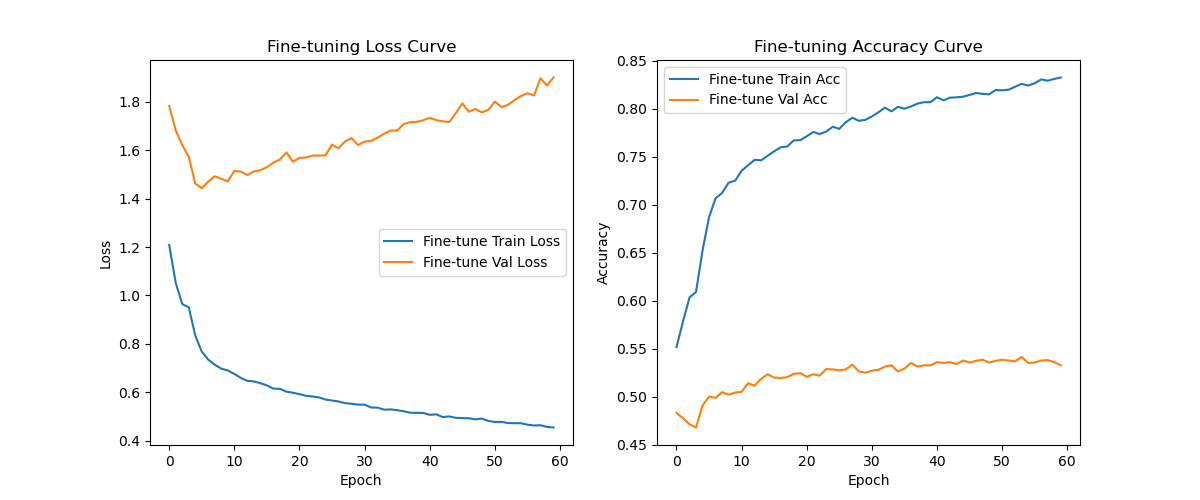 Fine-tuning Loss Curve
1.8
1.6
1.4
1.2
1.0
0.8
0.6
0.4
Loss
Fine-tune Train Loss
Fine-tune Val Loss
0 10 20 30 40 50 60
Epoch
Fine-tuning Accuracy Curve
0.85
0.80
0.75
0.70
0.65
0.60
0.55
0.50
0.45
Accuracy
Fine-tune Train Acc
Fine-tune Val Acc
0 10 20 30 40 50 60
Epoch